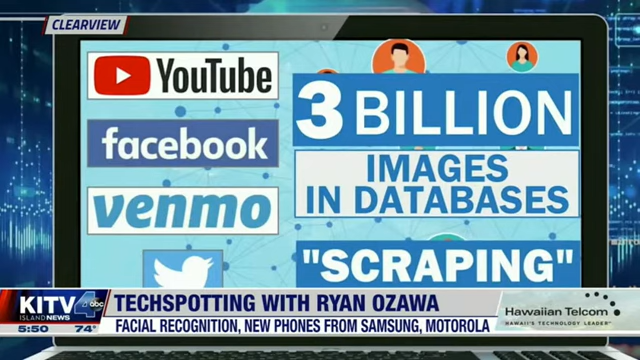 CLEARVIEW
YouTube
facebook
venmo
3 BILLION
IMAGES
IN DATABASES
"SCRAPING"
KITV 4 abc
ISLAND NEWS
5:50 74°
TECHSPOTTING WITH RYAN OZAWA
FACIAL RECOGNITION, NEW PHONES FROM SAMSUNG, MOTOROLA
Hawaiian Telcom
HAWAII'S TECHNOLOGY LEADER